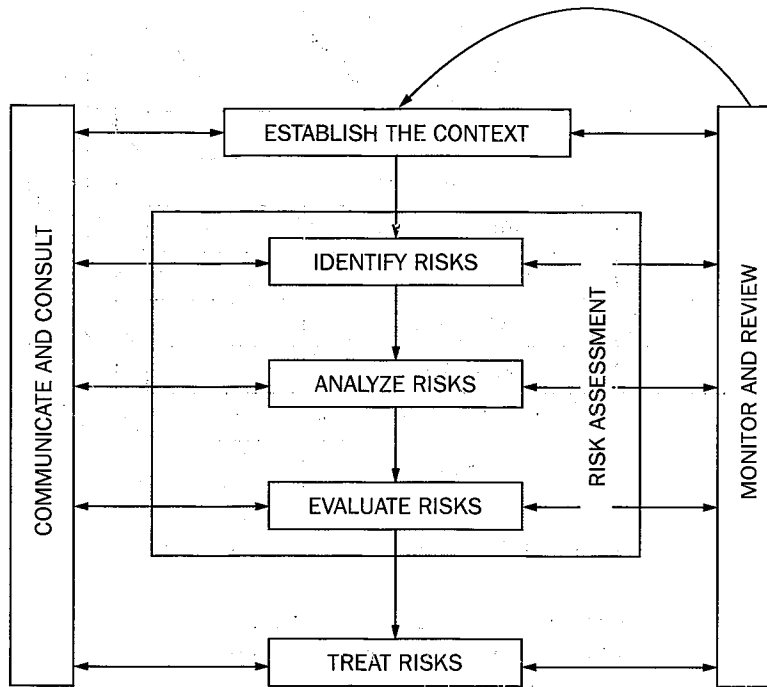 ESTABLISH THE CONTEXT
COMMUNICATE AND CONSULT
IDENTIFY RISKS
ANALYZE RISKS
EVALUATE RISKS
RISK ASSESSMENT
MONITOR AND REVIEW
TREAT RISKS